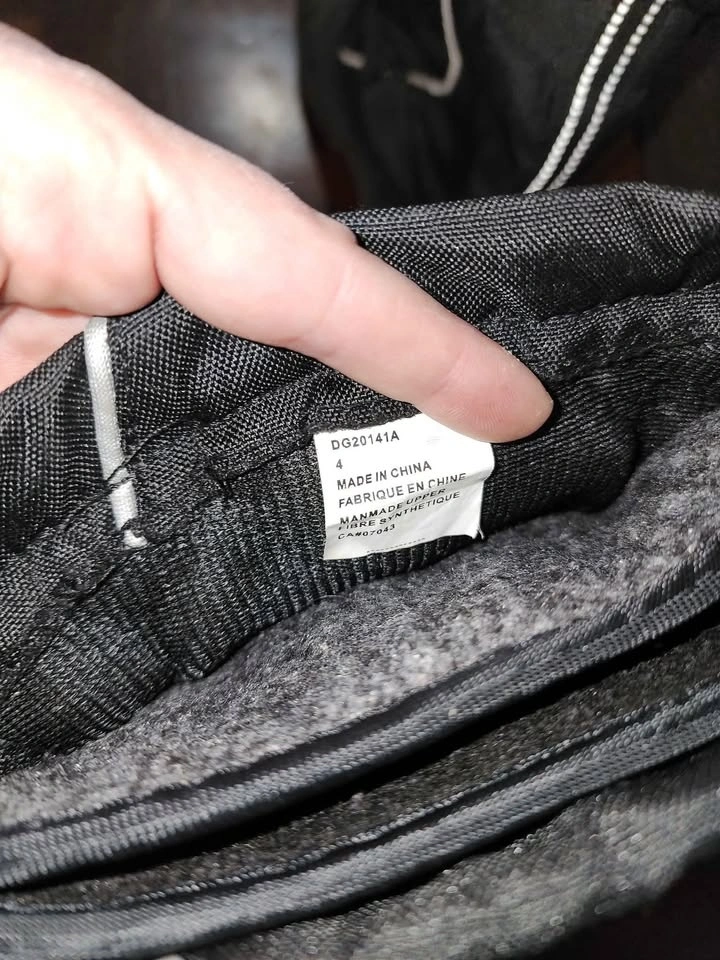 DG20141A
4
MADE IN CHINA
FABRIQUE EN CHINE
MANMADE UPPER
FIBRE SYNTHETIQUE
CA#07043